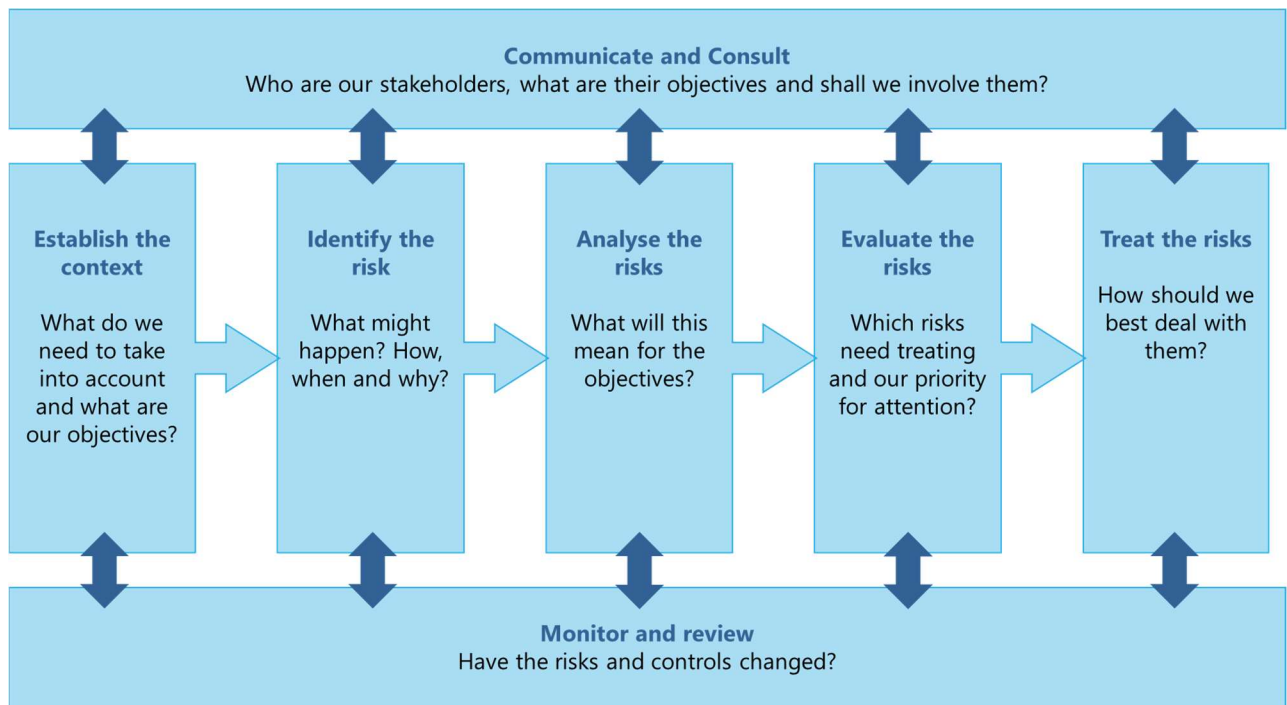 Communicate and Consult
Who are our stakeholders, what are their objectives and shall we involve them?
Establish the
context
What do we
need to take
into account
and what are
our objectives?
Identify the
risk
What might
happen? How,
when and why?
Analyse the
risks
What will this
mean for the
objectives?
Evaluate the
risks
Which risks
need treating
and our priority
for attention?
Treat the risks
How should we
best deal with
them?
Monitor and review
Have the risks and controls changed?